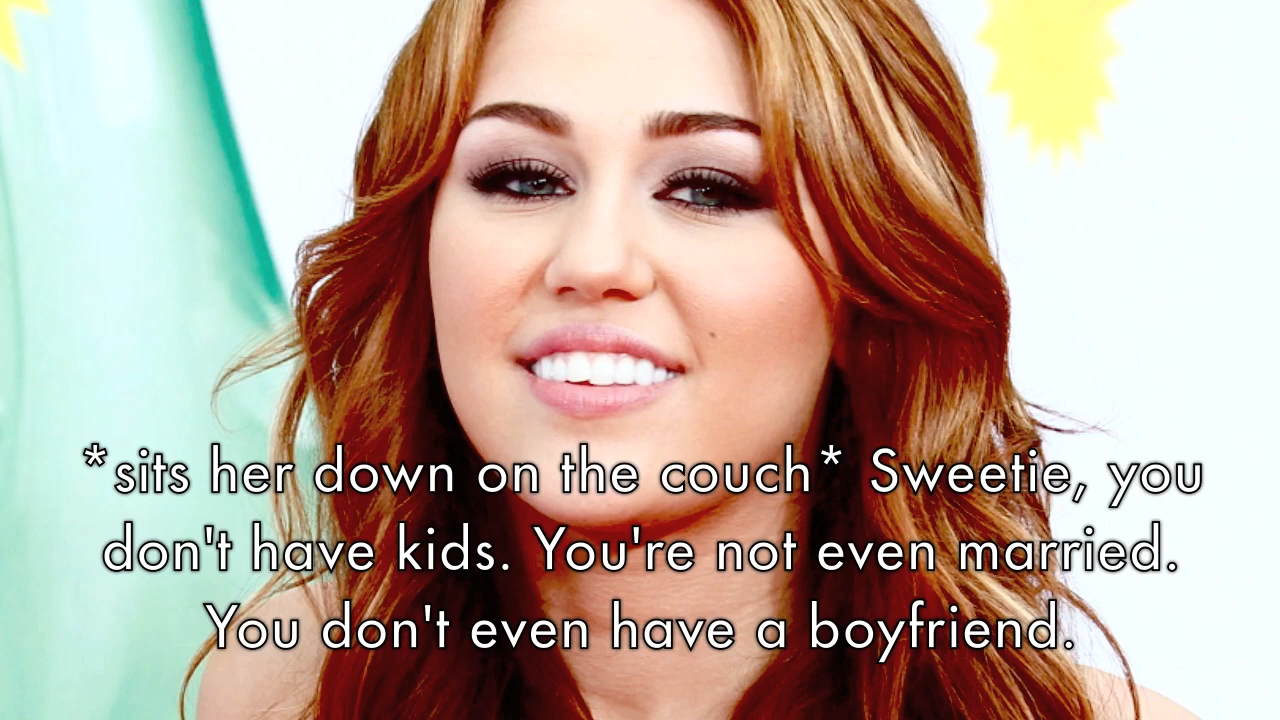 *sits her down on the couch* Sweetie, you
don't have kids. You're not even married.
You don't even have a boyfriend.